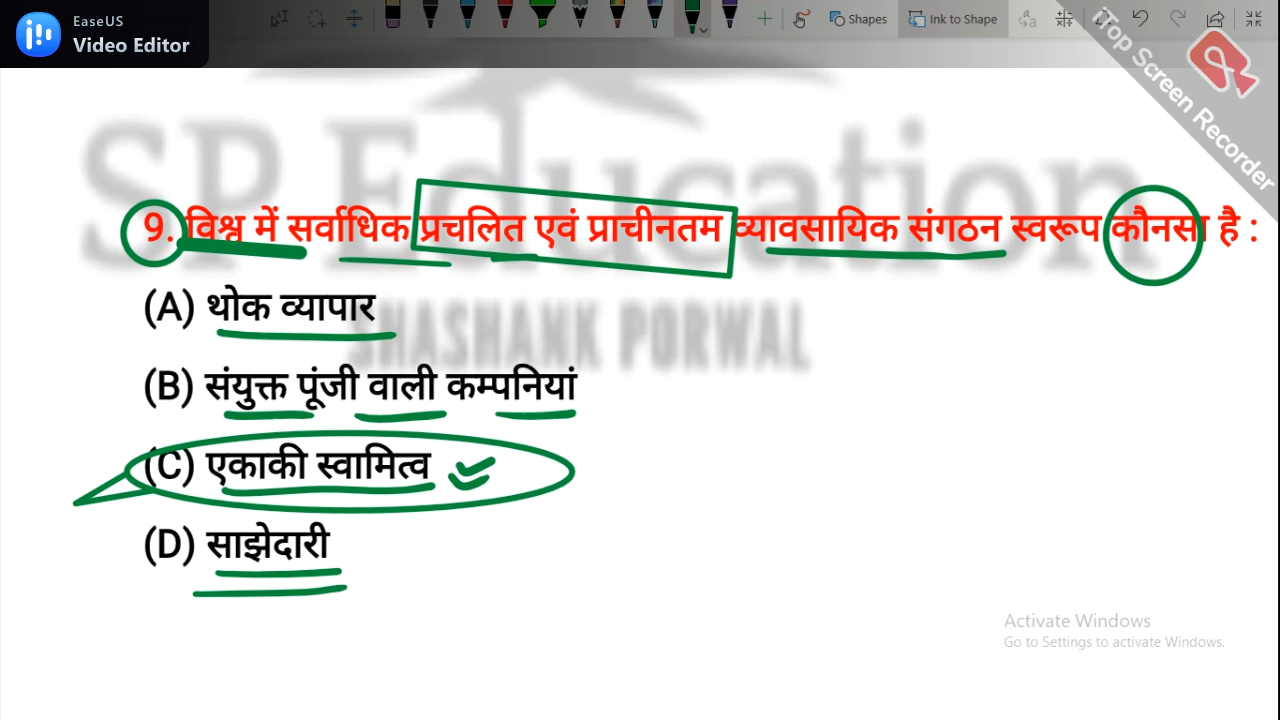 EaseUS
Video Editor
Shapes
Ink to Shape
iTop Screen Recorder
SP Education
SHASHANK PORWAL
9. विश्व में सर्वाधिक प्रचलित एवं प्राचीनतम व्यावसायिक संगठन स्वरूप कौनसा है :
(A) थोक व्यापार
(B) संयुक्त पूंजी वाली कम्पनियां
(C) एकाकी स्वामित्व
(D) साझेदारी
Activate Windows
Go to Settings to activate Windows.